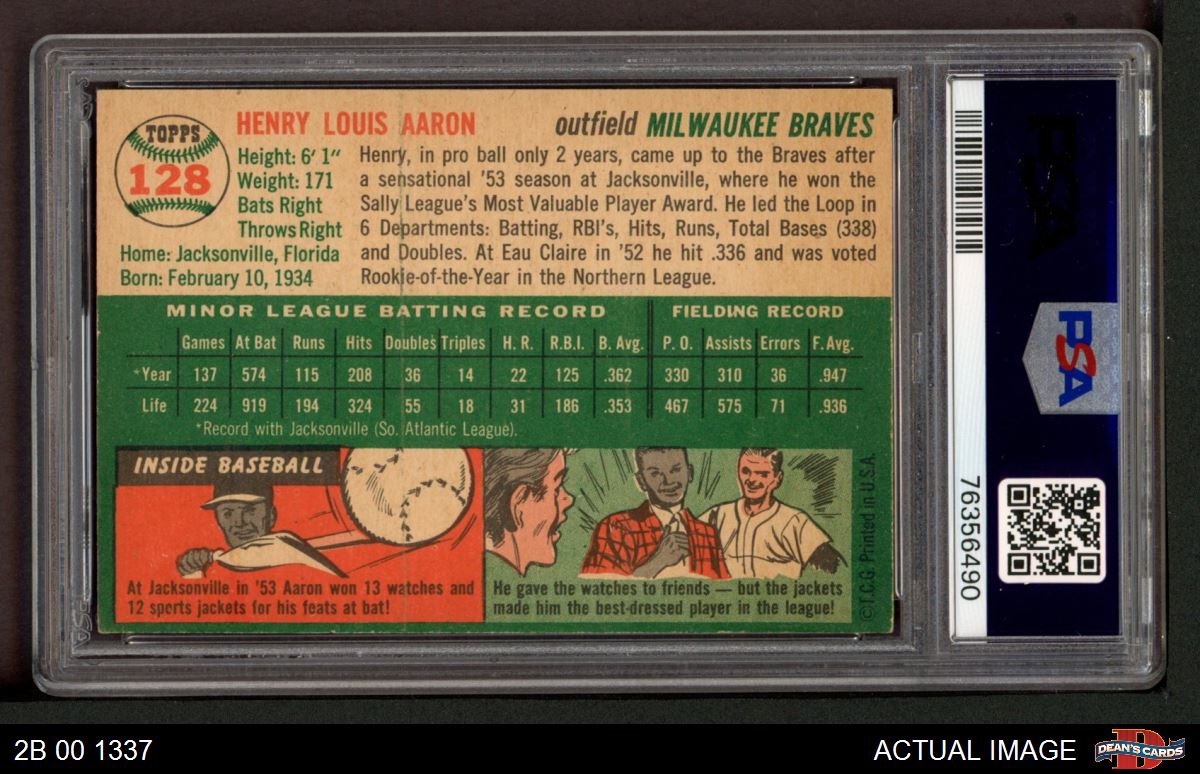 TOPPS
128
HENRY LOUIS AARON
outfield MILWAUKEE BRAVES
Height: 6' 1"
Weight: 171
Bats Right
Throws Right
Home: Jacksonville, Florida
Born: February 10, 1934
Henry, in pro ball only 2 years, came up to the Braves after
a sensational '53 season at Jacksonville, where he won the
Sally League's Most Valuable Player Award. He led the Loop in
6 Departments: Batting, RBI's, Hits, Runs, Total Bases (338)
and Doubles. At Eau Claire in '52 he hit .336 and was voted
Rookie-of-the-Year in the Northern League.
MINOR LEAGUE BATTING RECORD FIELDING RECORD
Games At Bat Runs Hits Doubles Triples H. R. R.B.I. B. Avg. P. O. Assists Errors F. Avg.
*Year 137 574 115 208 36 14 22 125 .362 330 310 36 .947
Life 224 919 194 324 55 18 31 186 .353 467 575 71 .936
*Record with Jacksonville (So. Atlantic League).
INSIDE BASEBALL
At Jacksonville in '53 Aaron won 13 watches and
12 sports jackets for his feats at bat!
He gave the watches to friends — but the jackets
made him the best-dressed player in the league!
©T.C.G. Printed in U.S.A.
PSA
PSA
76356490
2B 00 1337
ACTUAL IMAGE
DEAN'S CARDS